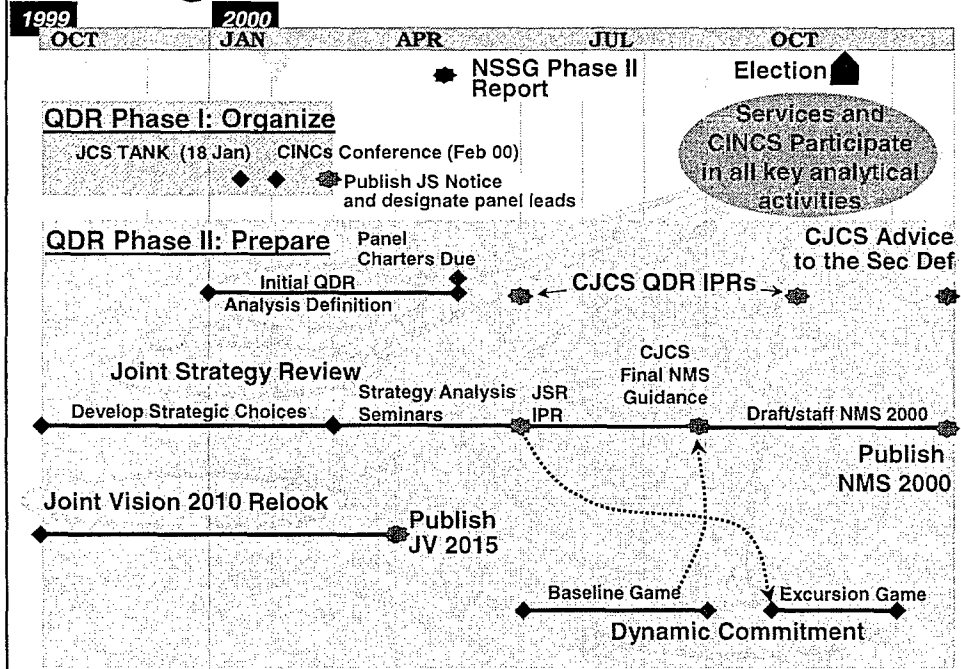 1999
2000
OCT JAN APR JUL OCT
NSSG Phase II
Report
Election
QDR Phase I: Organize
JCS TANK (18 Jan) CINCs Conference (Feb 00)
Publish JS Notice
and designate panel leads
Services and
CINCS Participate
in all key analytical
activities
QDR Phase II: Prepare
Panel
Charters Due
Initial QDR
Analysis Definition
CJCS QDR IPRs
CJCS Advice
to the Sec Def
Joint Strategy Review
Develop Strategic Choices
Strategy Analysis
Seminars
JSR
IPR
CJCS
Final NMS
Guidance
Draft/staff NMS 2000
Publish
NMS 2000
Joint Vision 2010 Relook
Publish
JV 2015
Baseline Game
Excursion Game
Dynamic Commitment